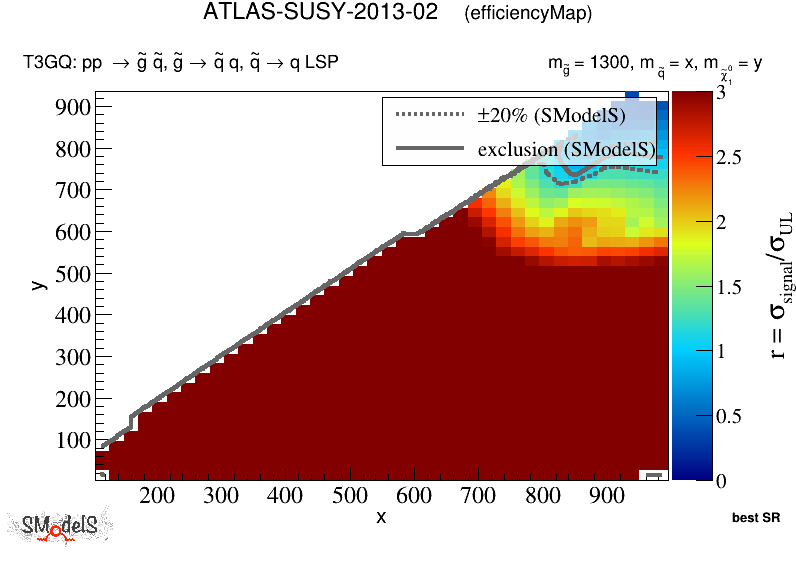 ATLAS-SUSY-2013-02 (efficiencyMap)
T3GQ: pp → g̃ q̃, g̃ → q̃ q, q̃ → q LSP
m_g̃ = 1300, m_q̃ = x, m_χ̃₁⁰ = y
±20% (SModelS)
exclusion (SModelS)
900
800
700
600
500
400
300
200
100
y
200 300 400 500 600 700 800 900
x
3
2.5
2
1.5
1
0.5
0
r = σ_signal/σ_UL
SModelS
best SR